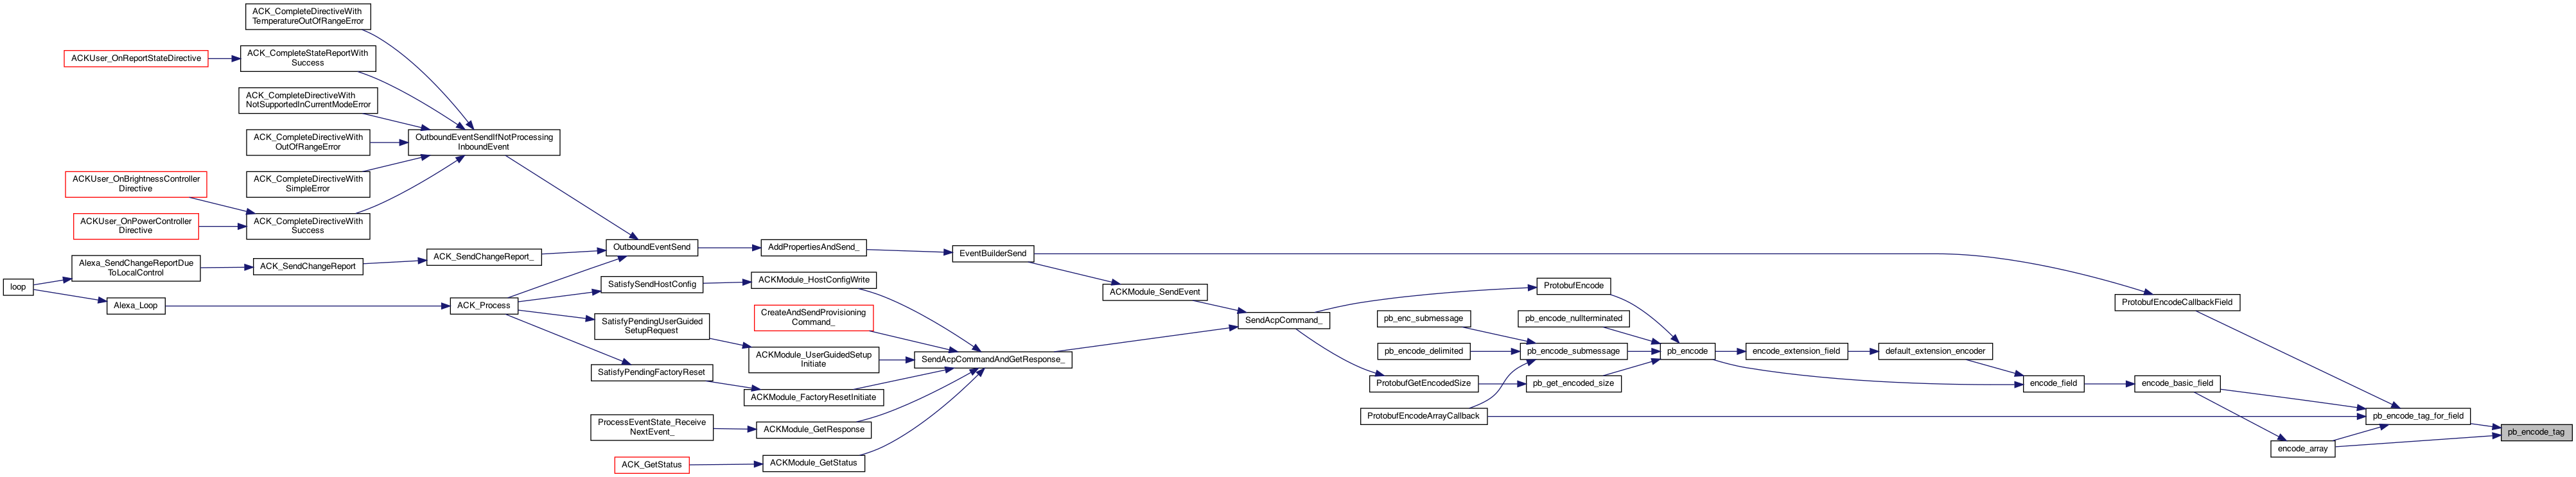 ACK_CompleteDirectiveWith
TemperatureOutOfRangeError
ACKUser_OnReportStateDirective
ACK_CompleteStateReportWith
Success
ACK_CompleteDirectiveWith
NotSupportedInCurrentModeError
ACK_CompleteDirectiveWith
OutOfRangeError
OutboundEventSendIfNotProcessing
InboundEvent
ACKUser_OnBrightnessController
Directive
ACK_CompleteDirectiveWith
SimpleError
ACKUser_OnPowerController
Directive
ACK_CompleteDirectiveWith
Success
loop
Alexa_SendChangeReportDue
ToLocalControl
ACK_SendChangeReport
ACK_SendChangeReport_
OutboundEventSend
AddPropertiesAndSend_
EventBuilderSend
Alexa_Loop
ACK_Process
SatisfySendHostConfig
ACKModule_HostConfigWrite
ACKModule_SendEvent
ProtobufEncode
ProtobufEncodeCallbackField
SatisfyPendingUserGuided
SetupRequest
CreateAndSendProvisioning
Command_
SendAcpCommand_
pb_enc_submessage
pb_encode_nullterminated
ACKModule_UserGuidedSetup
Initiate
SendAcpCommandAndGetResponse_
pb_encode_delimited
pb_encode_submessage
pb_encode
encode_extension_field
default_extension_encoder
SatisfyPendingFactoryReset
ACKModule_FactoryResetInitiate
ProtobufGetEncodedSize
pb_get_encoded_size
encode_field
encode_basic_field
ProtobufEncodeArrayCallback
pb_encode_tag_for_field
ProcessEventState_Receive
NextEvent_
ACKModule_GetResponse
pb_encode_tag
encode_array
ACK_GetStatus
ACKModule_GetStatus